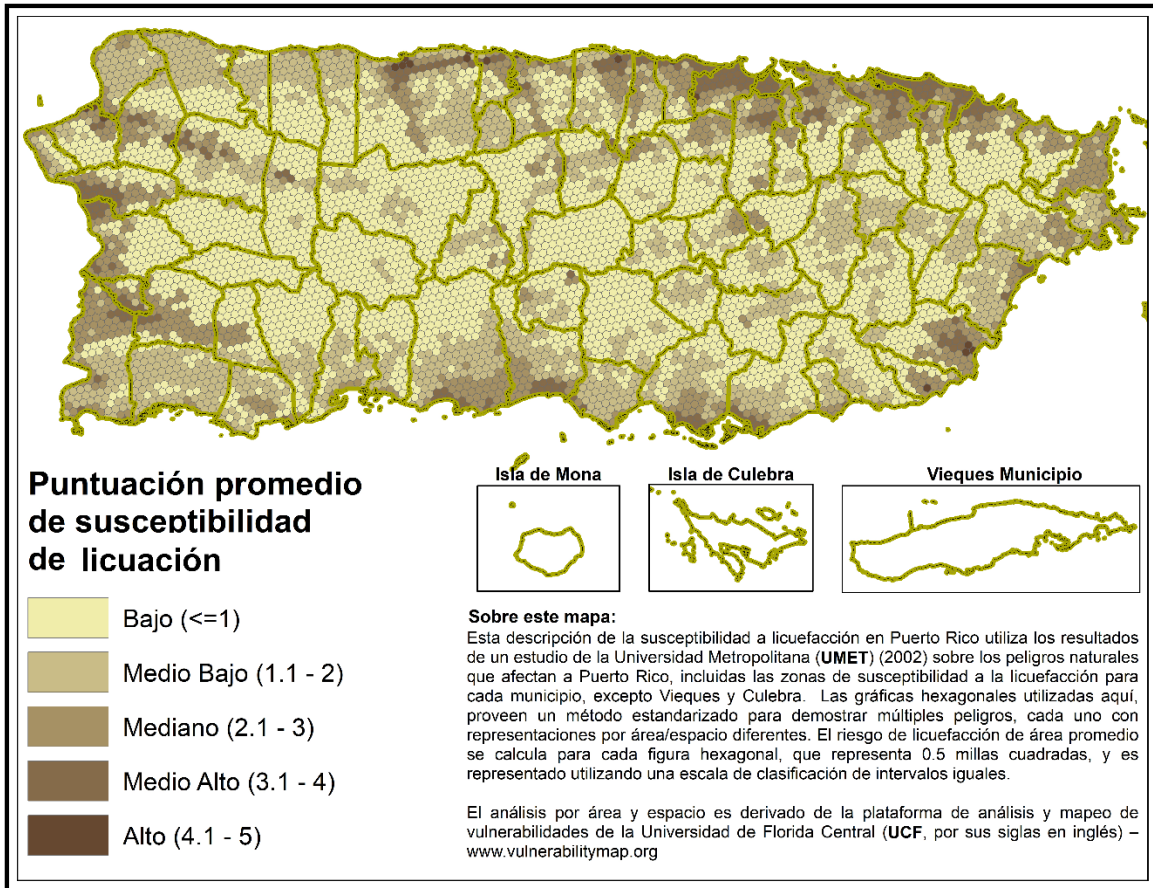 Isla de Mona
Isla de Culebra
Vieques Municipio
Puntuación promedio
de susceptibilidad
de licuación
Bajo (<=1)
Medio Bajo (1.1 - 2)
Mediano (2.1 - 3)
Medio Alto (3.1 - 4)
Alto (4.1 - 5)
Sobre este mapa:
Esta descripción de la susceptibilidad a licuefacción en Puerto Rico utiliza los resultados
de un estudio de la Universidad Metropolitana (UMET) (2002) sobre los peligros naturales
que afectan a Puerto Rico, incluidas las zonas de susceptibilidad a la licuefacción para
cada municipio, excepto Vieques y Culebra. Las gráficas hexagonales utilizadas aquí,
proveen un método estandarizado para demostrar múltiples peligros, cada uno con
representaciones por área/espacio diferentes. El riesgo de licuefacción de área promedio
se calcula para cada figura hexagonal, que representa 0.5 millas cuadradas, y es
representado utilizando una escala de clasificación de intervalos iguales.
El análisis por área y espacio es derivado de la plataforma de análisis y mapeo de
vulnerabilidades de la Universidad de Florida Central (UCF, por sus siglas en inglés) –
www.vulnerabilitymap.org